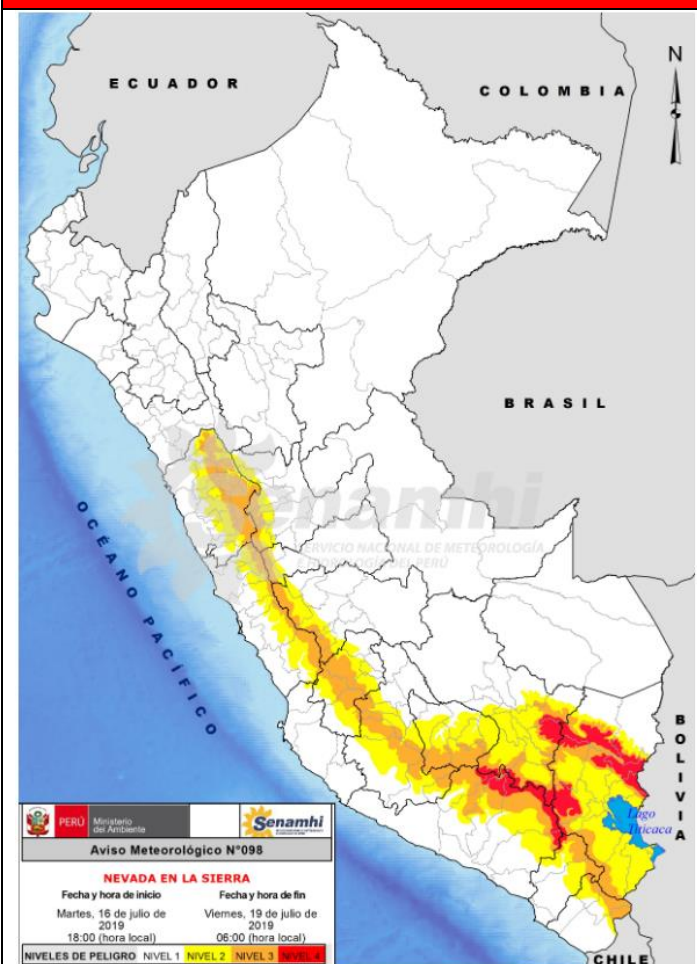 ECUADOR
COLOMBIA
N
BRASIL
Senamhi
SERVICIO NACIONAL DE METEOROLOGÍA
E HIDROLOGÍA DEL PERÚ
OCÉANO PACÍFICO
BOLIVIA
Lago
Titicaca
CHILE
PERÚ
Ministerio
del Ambiente
Senamhi
Aviso Meteorológico N°098
NEVADA EN LA SIERRA
Fecha y hora de inicio
Martes, 16 de julio de
2019
18:00 (hora local)
Fecha y hora de fin
Viernes, 19 de julio de
2019
06:00 (hora local)
NIVELES DE PELIGRO NIVEL 1 NIVEL 2 NIVEL 3 NIVEL 4